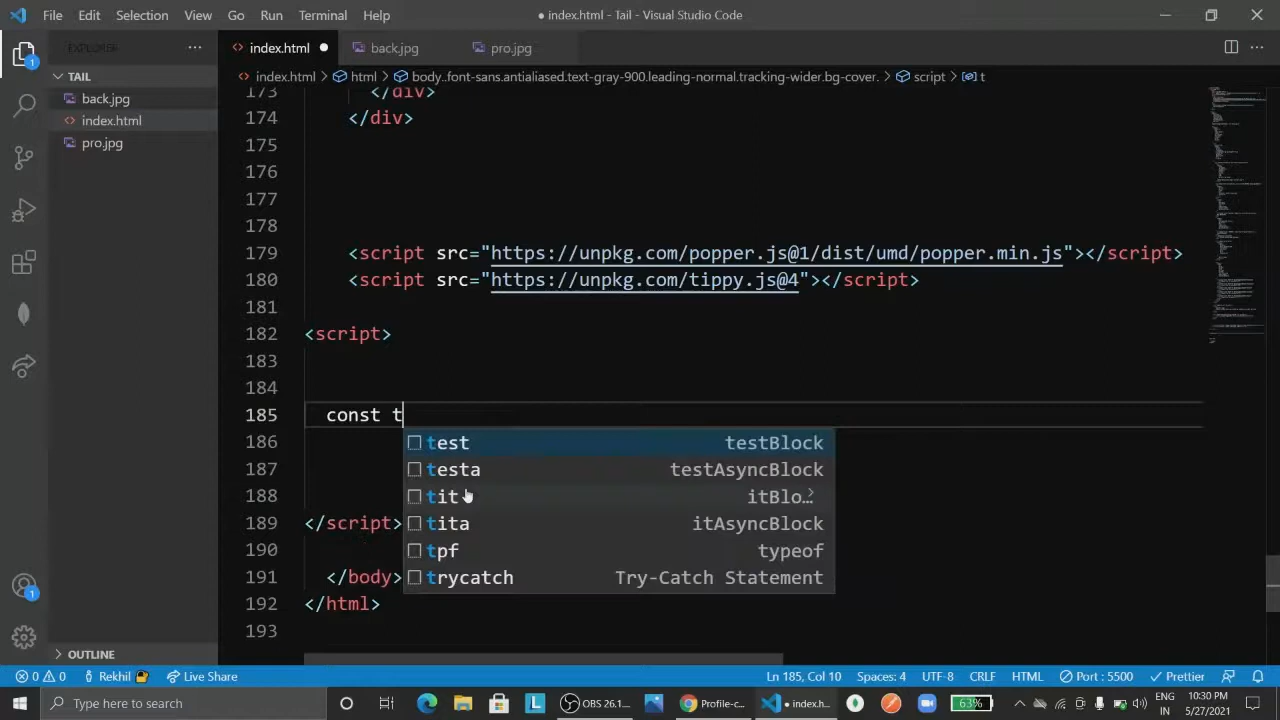 File Edit Selection View Go Run Terminal Help
● index.html - Tail - Visual Studio Code
EXPLORER ···
index.html ● back.jpg pro.jpg
index.html > html > body..font-sans.antialiased.text-gray-900.leading-normal.tracking-wider.bg-cover. > script > t
TAIL
back.jpg
index.html
pro.jpg
OUTLINE
173 </div>
174 </div>
175
176
177
178
179 <script src="https://unpkg.com/popper.js@1/dist/umd/popper.min.js"></script>
180 <script src="https://unpkg.com/tippy.js@4"></script>
181
182 <script>
183
184
185 const t
186
187
188
189 </script>
190
191 </body>
192 </html>
193
test testBlock
testa testAsyncBlock
tit itBlo…
tita itAsyncBlock
tpf typeof
trycatch Try-Catch Statement
1
1
0 0 Rekhil Live Share
Ln 185, Col 10 Spaces: 4 UTF-8 CRLF HTML Port : 5500 Prettier
Type here to search
L
OBS 26.1...
Profile-c...
● index.h...
63%
ENG
IN
10:30 PM
5/27/2021